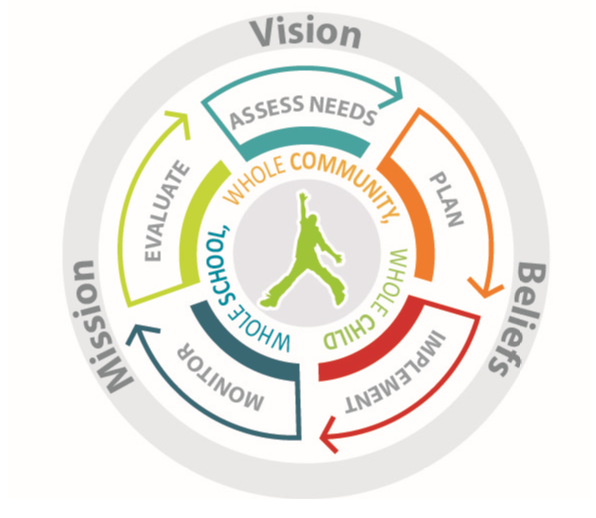 Vision
Beliefs
Mission
ASSESS NEEDS
PLAN
IMPLEMENT
MONITOR
EVALUATE
WHOLE SCHOOL,
WHOLE COMMUNITY,
WHOLE CHILD